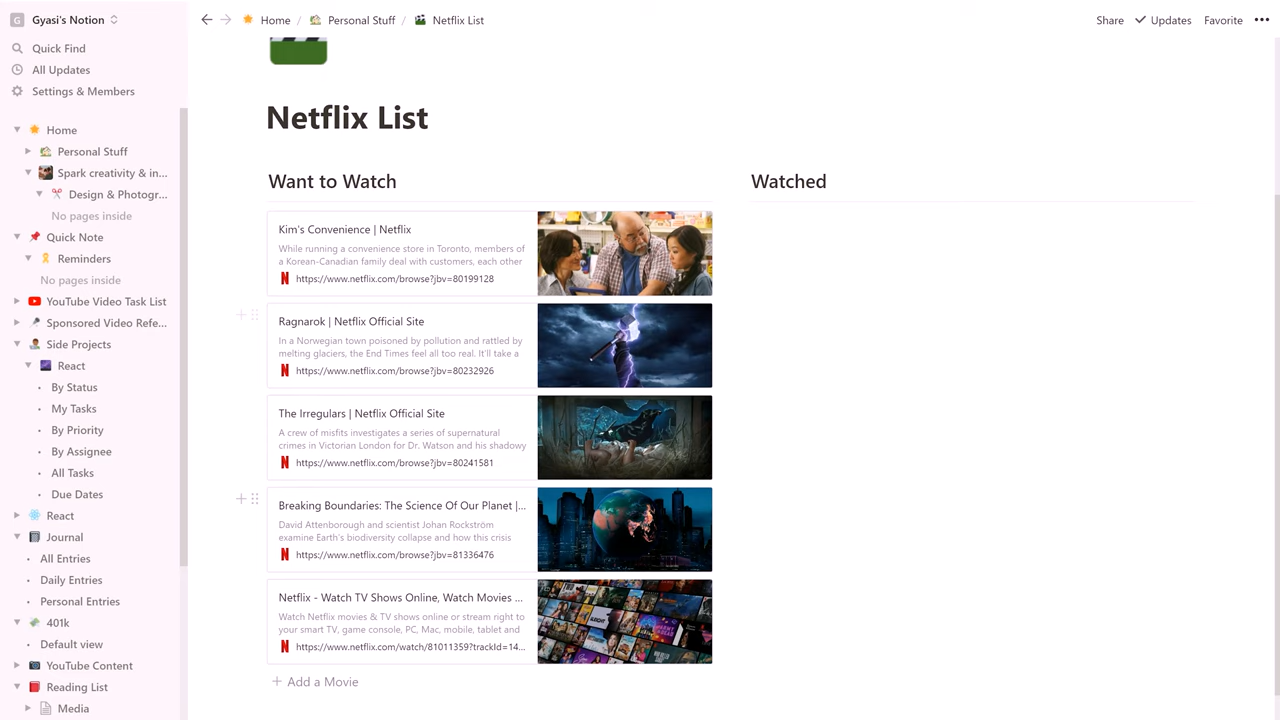 G Gyasi's Notion
Home / Personal Stuff / Netflix List
Share Updates Favorite
Quick Find
All Updates
Settings & Members
Home
Personal Stuff
Spark creativity & in...
Design & Photogr...
No pages inside
Quick Note
Reminders
No pages inside
YouTube Video Task List
Sponsored Video Refe...
Side Projects
React
By Status
My Tasks
By Priority
By Assignee
All Tasks
Due Dates
React
Journal
All Entries
Daily Entries
Personal Entries
401k
Default view
YouTube Content
Reading List
Media
Netflix List
Want to Watch
Kim's Convenience | Netflix
While running a convenience store in Toronto, members of
a Korean-Canadian family deal with customers, each other
N https://www.netflix.com/browse?jbv=80199128
Ragnarok | Netflix Official Site
In a Norwegian town poisoned by pollution and rattled by
melting glaciers, the End Times feel all too real. It'll take a
N https://www.netflix.com/browse?jbv=80232926
The Irregulars | Netflix Official Site
A crew of misfits investigates a series of supernatural
crimes in Victorian London for Dr. Watson and his shadowy
N https://www.netflix.com/browse?jbv=80241581
Breaking Boundaries: The Science Of Our Planet |...
David Attenborough and scientist Johan Rockström
examine Earth's biodiversity collapse and how this crisis
N https://www.netflix.com/browse?jbv=81336476
Netflix - Watch TV Shows Online, Watch Movies ...
Watch Netflix movies & TV shows online or stream right to
your smart TV, game console, PC, Mac, mobile, tablet and
N https://www.netflix.com/watch/81011359?trackId=14...
Add a Movie
Watched